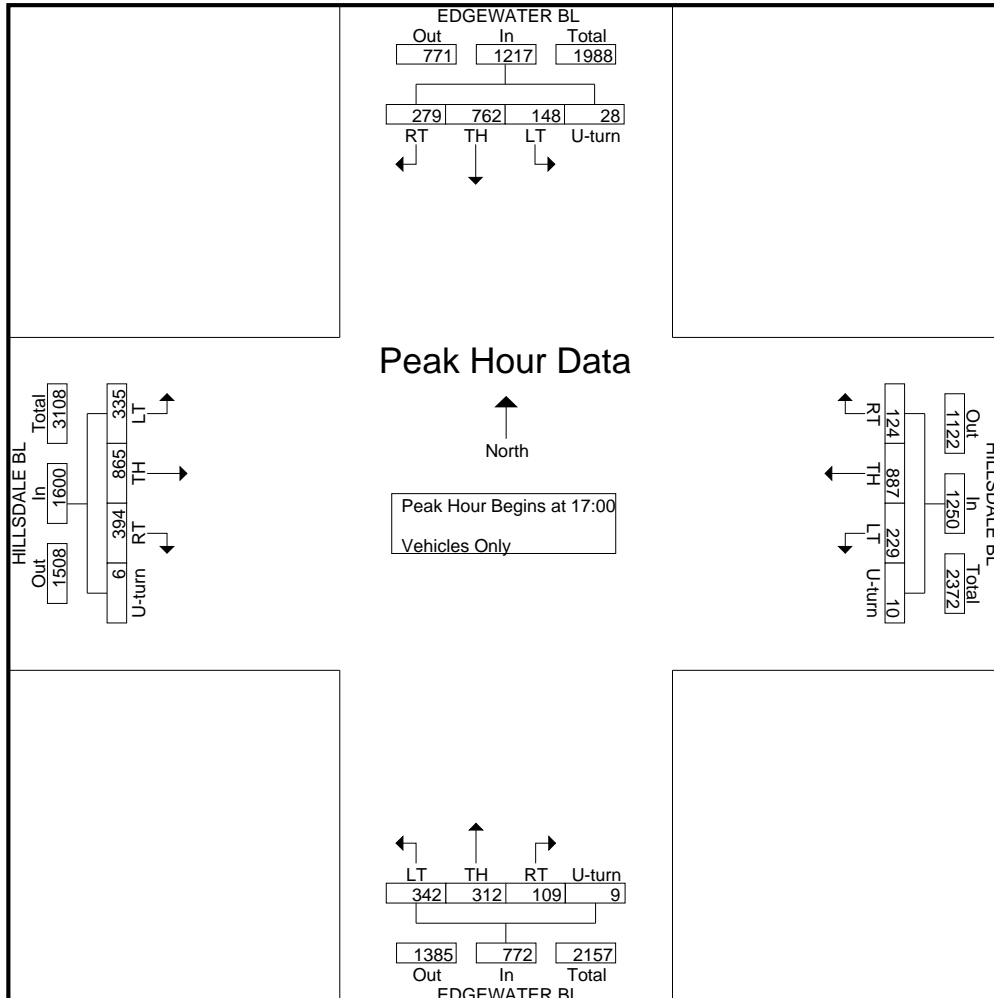 EDGEWATER BL
Out In Total
771 1217 1988
279 762 148 28
RT TH LT U-turn
Peak Hour Data
North
Peak Hour Begins at 17:00
Vehicles Only
HILLSDALE BL
Total In Out
3108 1600 1508
335 865 394 6
LT TH RT U-turn
HILLSDALE BL
Out In Total
1122 1250 2372
124 887 229 10
RT TH LT U-turn
LT TH RT U-turn
342 312 109 9
1385 772 2157
Out In Total
EDGEWATER BL